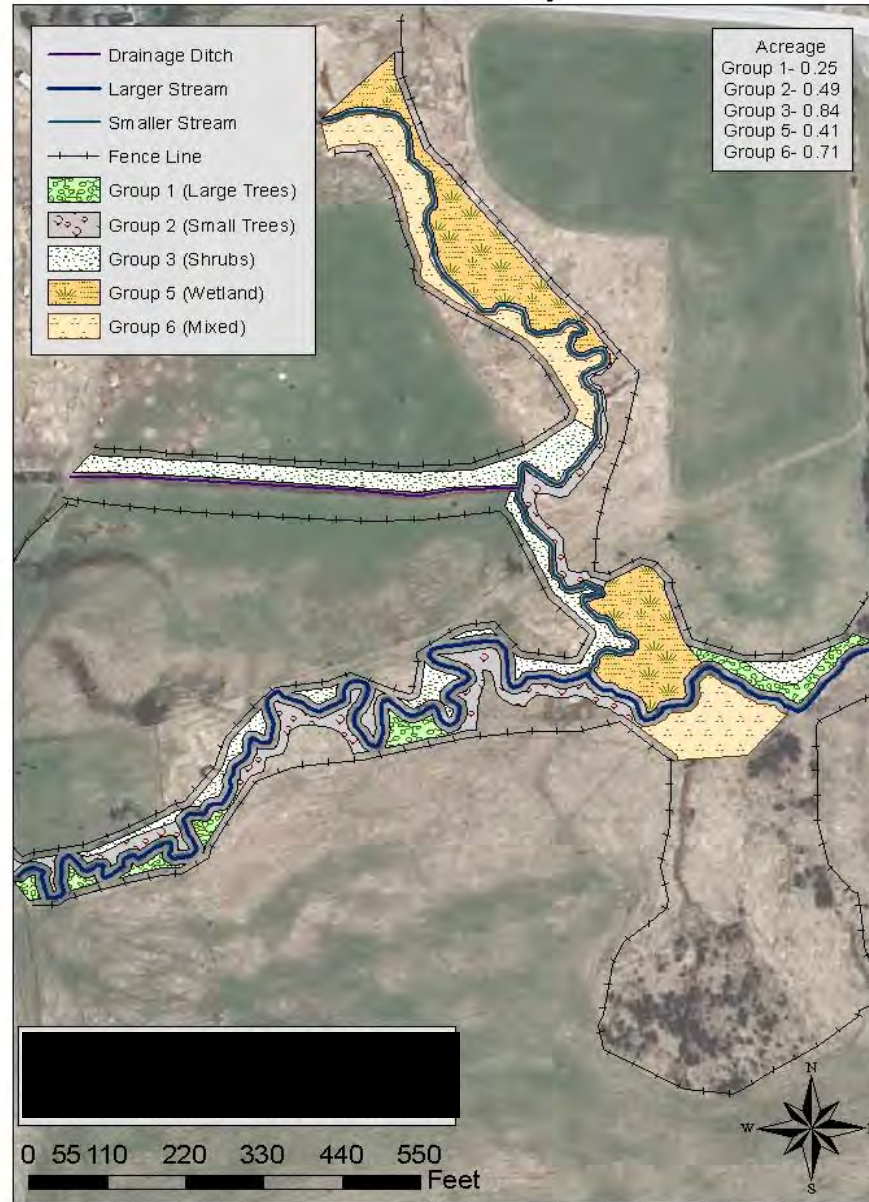 Drainage Ditch
Larger Stream
Smaller Stream
Fence Line
Group 1 (Large Trees)
Group 2 (Small Trees)
Group 3 (Shrubs)
Group 5 (Wetland)
Group 6 (Mixed)
Acreage
Group 1- 0.25
Group 2- 0.49
Group 3- 0.84
Group 5- 0.41
Group 6- 0.71
N
W
S
0 55 110 220 330 440 550
Feet